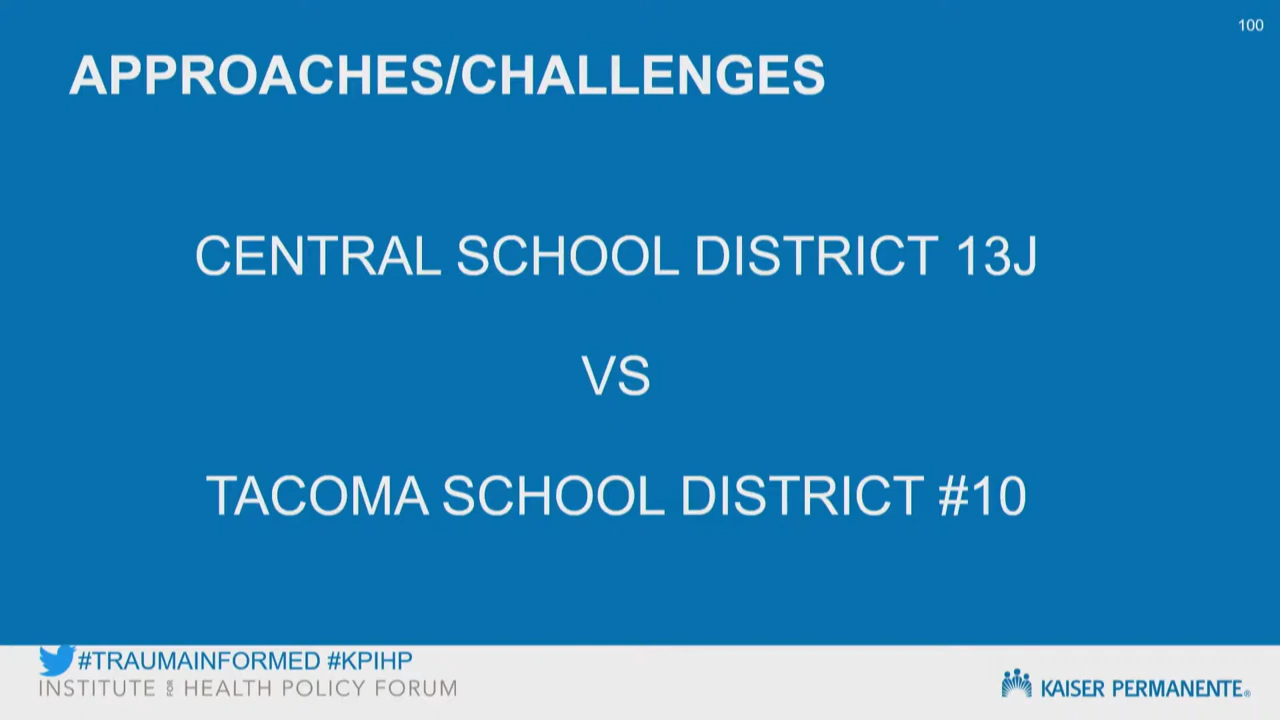 100
APPROACHES/CHALLENGES
CENTRAL SCHOOL DISTRICT 13J
VS
TACOMA SCHOOL DISTRICT #10
#TRAUMAINFORMED #KPIHP
INSTITUTE FOR HEALTH POLICY FORUM
KAISER PERMANENTE®